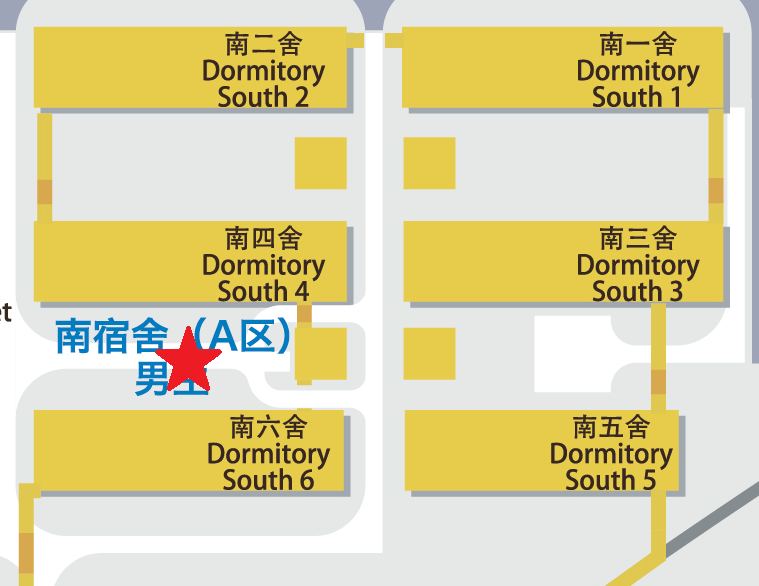 南二舍
Dormitory
South 2
南一舍
Dormitory
South 1
南四舍
Dormitory
South 4
南三舍
Dormitory
South 3
et
南宿舍（A区）
男生
南六舍
Dormitory
South 6
南五舍
Dormitory
South 5